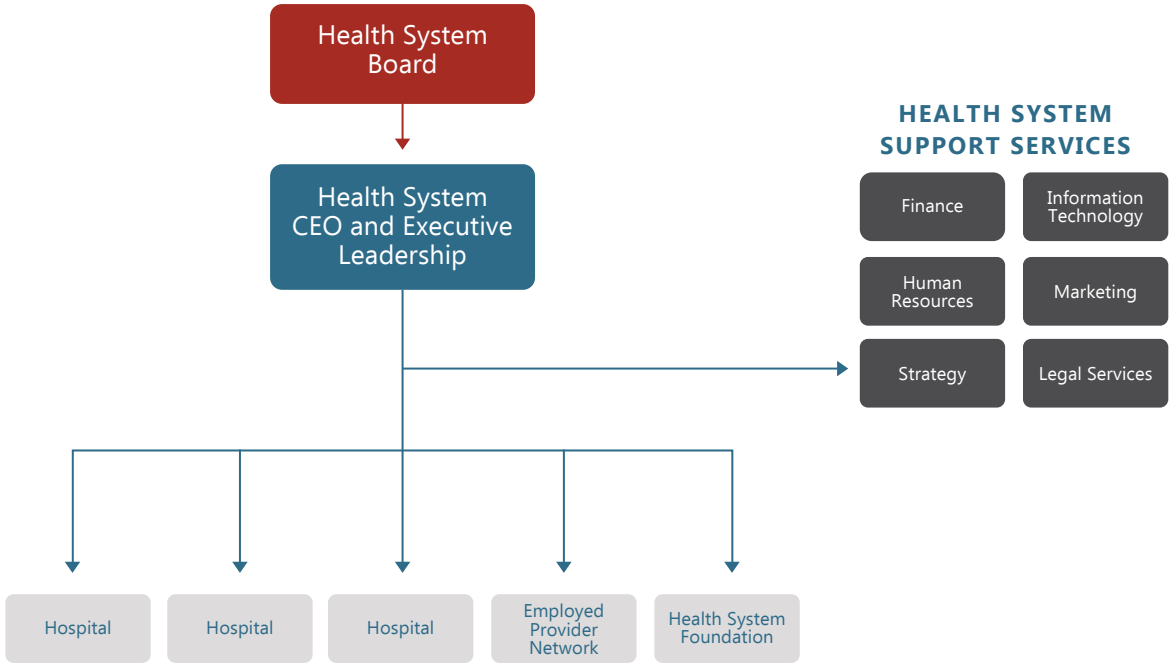 Health System
Board
Health System
CEO and Executive
Leadership
HEALTH SYSTEM
SUPPORT SERVICES
Finance
Information
Technology
Human
Resources
Marketing
Strategy
Legal Services
Hospital
Hospital
Hospital
Employed
Provider
Network
Health System
Foundation